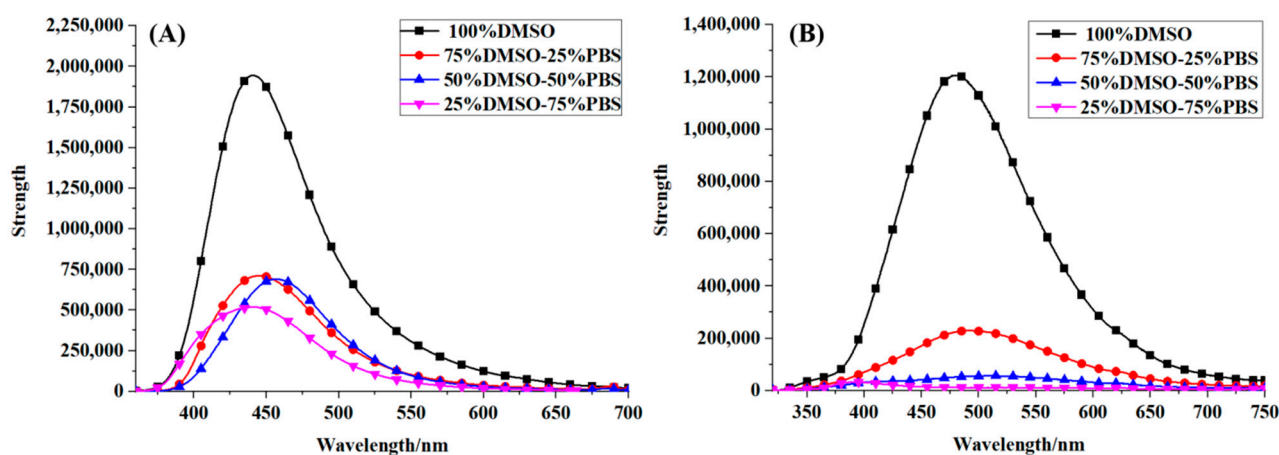 (A)
100%DMSO
75%DMSO-25%PBS
50%DMSO-50%PBS
25%DMSO-75%PBS
2,250,000
2,000,000
1,750,000
1,500,000
1,250,000
1,000,000
750,000
500,000
250,000
0
Strength
400
450
500
550
600
650
700
Wavelength/nm
(B)
100%DMSO
75%DMSO-25%PBS
50%DMSO-50%PBS
25%DMSO-75%PBS
1,400,000
1,200,000
1,000,000
800,000
600,000
400,000
200,000
0
Strength
350
400
450
500
550
600
650
700
750
Wavelength/nm